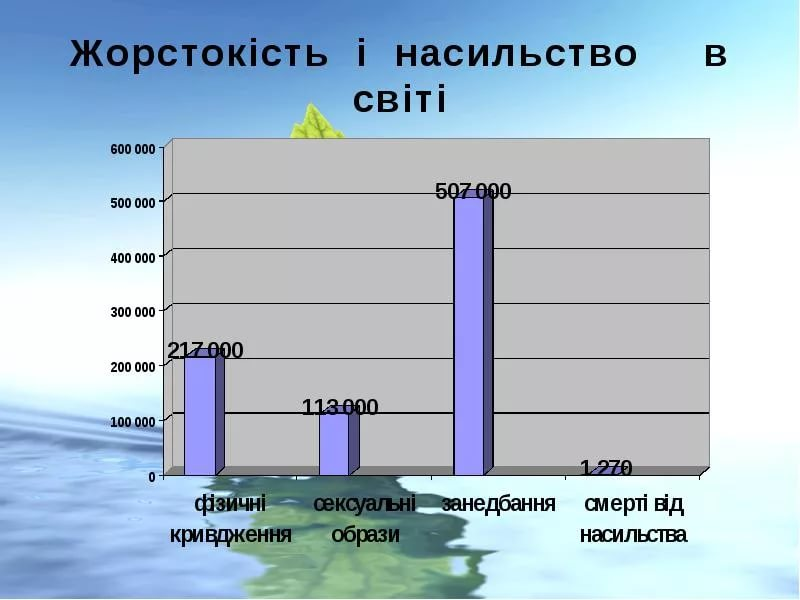 Жорстокість і насильство в
світі
600 000
500 000
400 000
300 000
200 000
100 000
0
507 000
217 000
113 000
1 270
фізичні
кривдження
сексуальні
образи
занедбання
смерті від
насильства